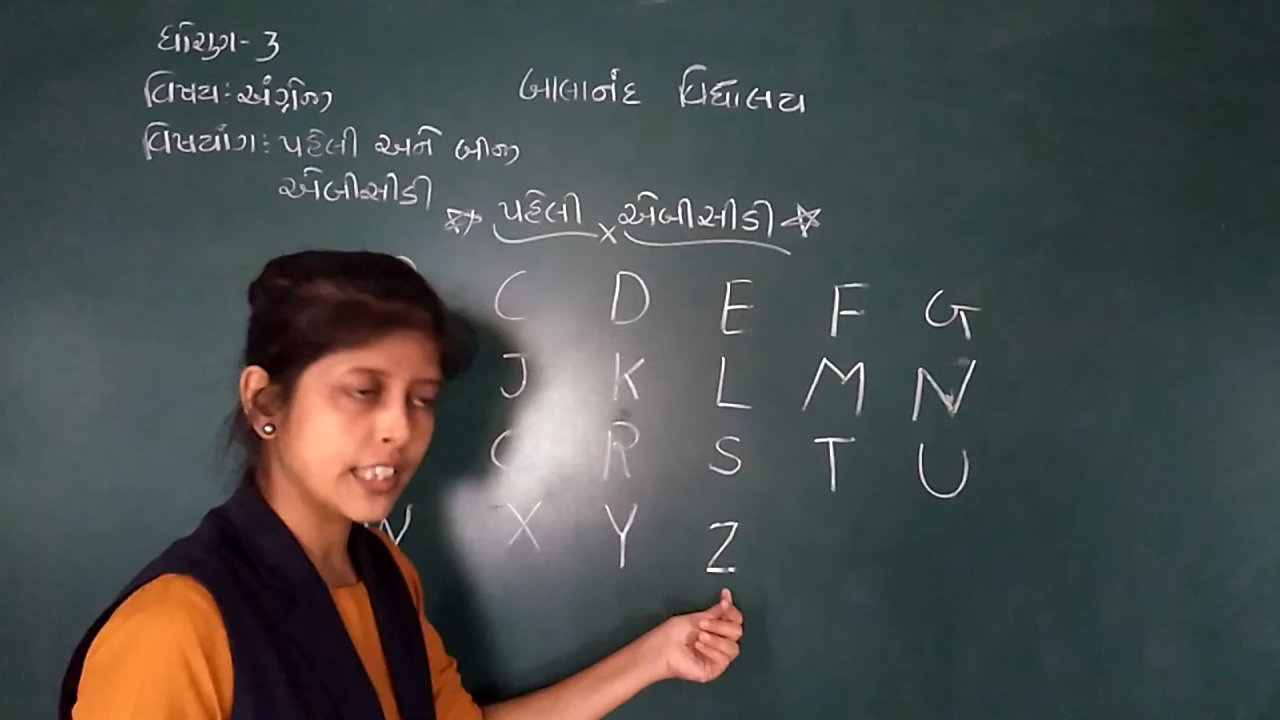 ધોરણ-3
વિષય: અંગ્રેજી
બાલાનંદ વિદ્યાલય
વિષયાંગ: પહેલી અને બીજી
એબીસીડી
પહેલી × એબીસીડી
C D E F G
J K L M N
R S T U
X Y Z